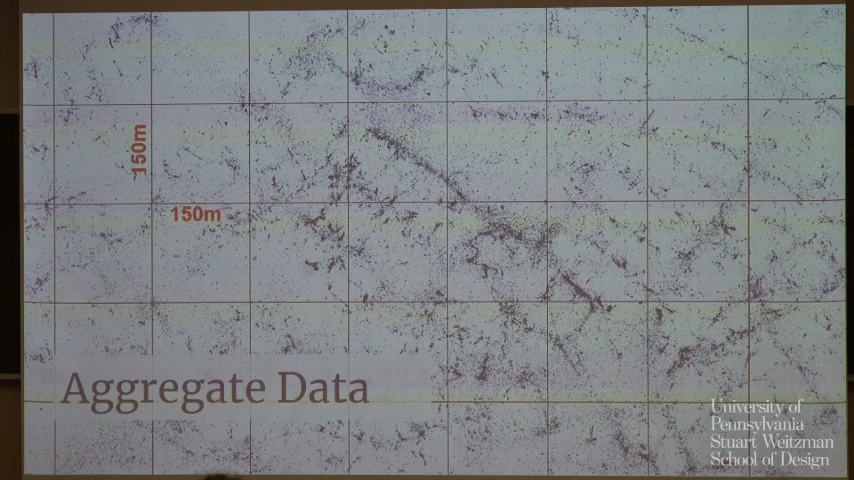 150m
150m
Aggregate Data
University of
Pennsylvania
Stuart Weitzman
School of Design